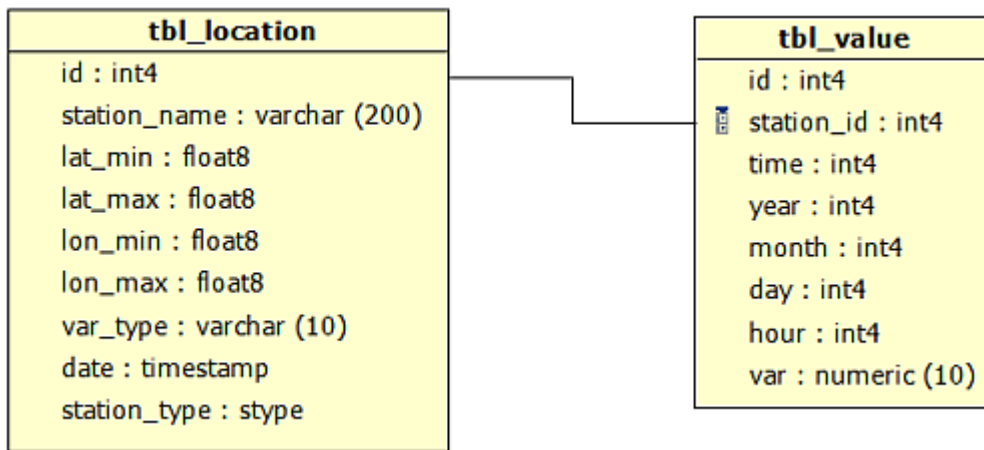 tbl_location
id : int4
station_name : varchar (200)
lat_min : float8
lat_max : float8
lon_min : float8
lon_max : float8
var_type : varchar (10)
date : timestamp
station_type : stype
tbl_value
id : int4
station_id : int4
time : int4
year : int4
month : int4
day : int4
hour : int4
var : numeric (10)